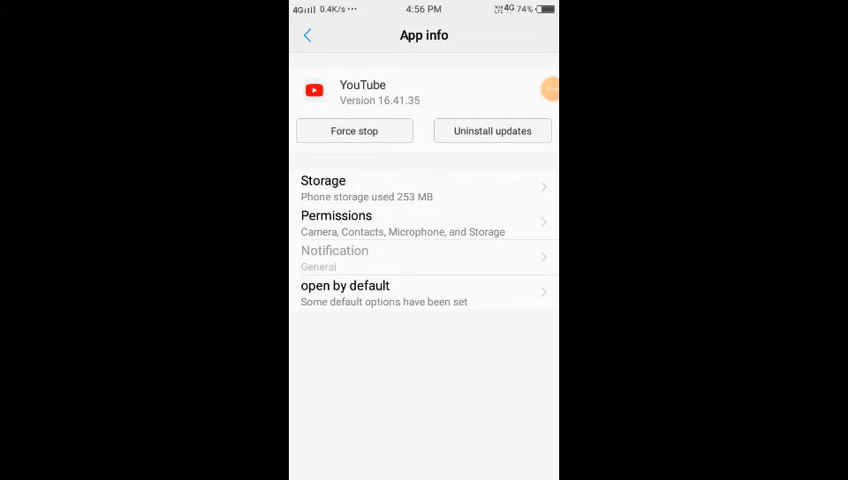 4G 0.4K/s ··· 4:56 PM 4G 74%
App info
YouTube
Version 16.41.35
Force stop Uninstall updates
Storage
Phone storage used 253 MB
Permissions
Camera, Contacts, Microphone, and Storage
Notification
General
open by default
Some default options have been set